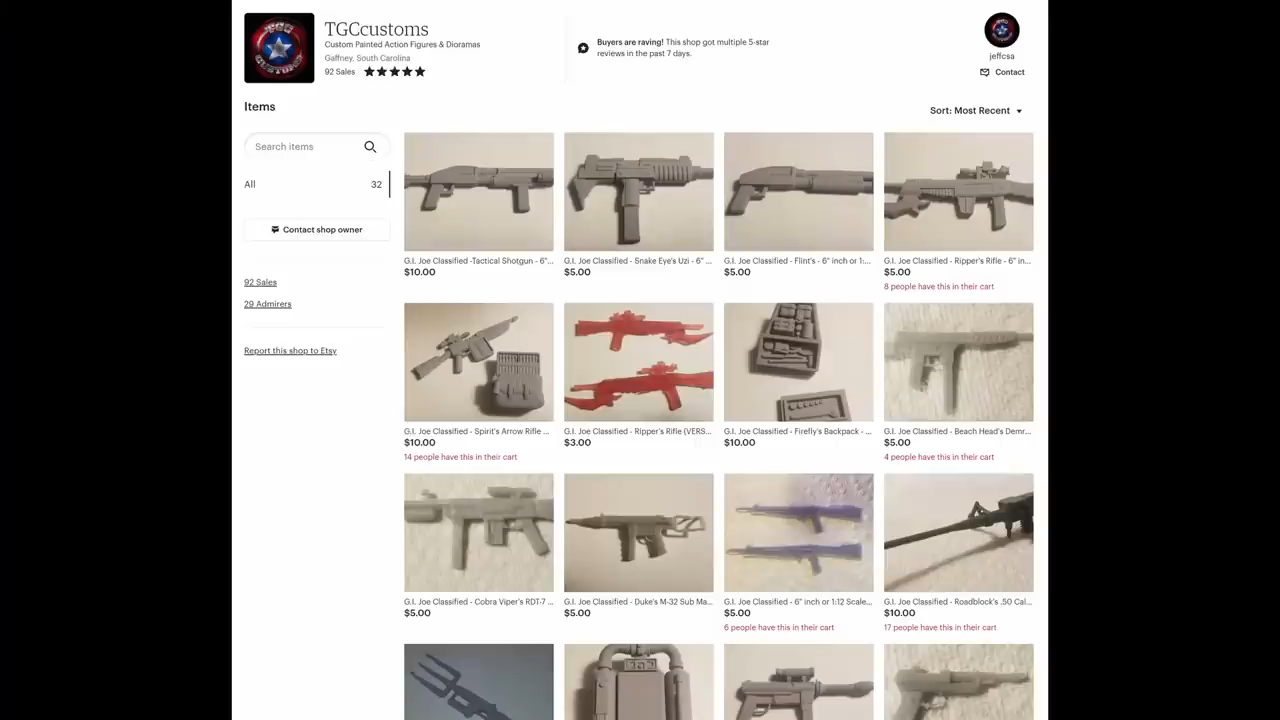 TGCcustoms
Custom Painted Action Figures & Dioramas
Gaffney, South Carolina
92 Sales
Buyers are raving! This shop got multiple 5-star
reviews in the past 7 days.
jeffcsa
Contact
Items
Sort: Most Recent
Search items
All 32
Contact shop owner
92 Sales
29 Admirers
Report this shop to Etsy
G.I. Joe Classified -Tactical Shotgun - 6"...
$10.00
G.I. Joe Classified - Snake Eye's Uzi - 6" ...
$5.00
G.I. Joe Classified - Flint's - 6" inch or 1:...
$5.00
G.I. Joe Classified - Ripper's Rifle - 6" in...
$5.00
8 people have this in their cart
G.I. Joe Classified - Spirit's Arrow Rifle ...
$10.00
14 people have this in their cart
G.I. Joe Classified - Ripper's Rifle (VERS...
$3.00
G.I. Joe Classified - Firefly's Backpack - ...
$10.00
G.I. Joe Classified - Beach Head's Demr...
$5.00
4 people have this in their cart
G.I. Joe Classified - Cobra Viper's RDT-7 ...
$5.00
G.I. Joe Classified - Duke's M-32 Sub Ma...
$5.00
G.I. Joe Classified - 6" inch or 1:12 Scale...
$5.00
6 people have this in their cart
G.I. Joe Classified - Roadblock's .50 Cal...
$10.00
17 people have this in their cart